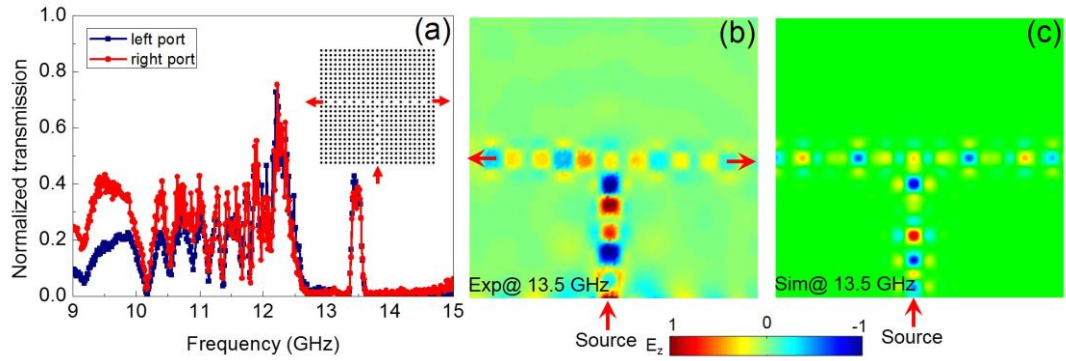 (a)
left port
right port
Normalized transmission
1.0
0.8
0.6
0.4
0.2
0.0
9 10 11 12 13 14 15
Frequency (GHz)
(b)
Exp@ 13.5 GHz
Source
(c)
Sim@ 13.5 GHz
Source
E_z
1 0 -1